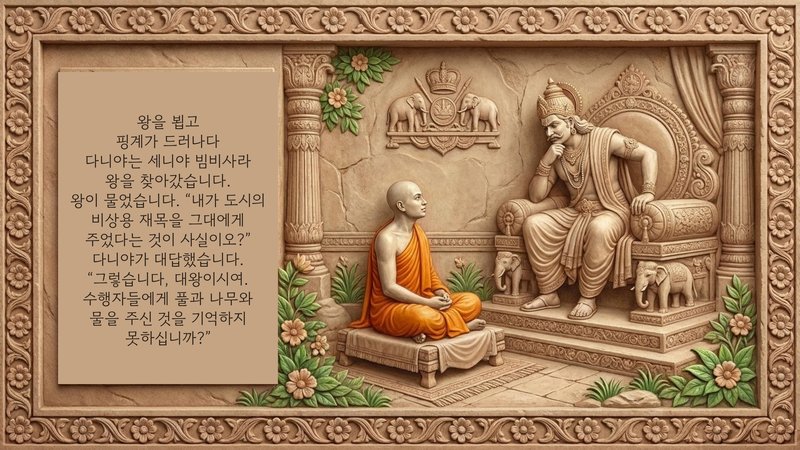 왕을 뵙고
핑계가 드러나다
다니야는 세니야 빔비사라
왕을 찾아갔습니다.
왕이 물었습니다. “내가 도시의
비상용 재목을 그대에게
주었다는 것이 사실이오?”
다니야가 대답했습니다.
“그렇습니다, 대왕이시여.
수행자들에게 풀과 나무와
물을 주신 것을 기억하지
못하십니까?”